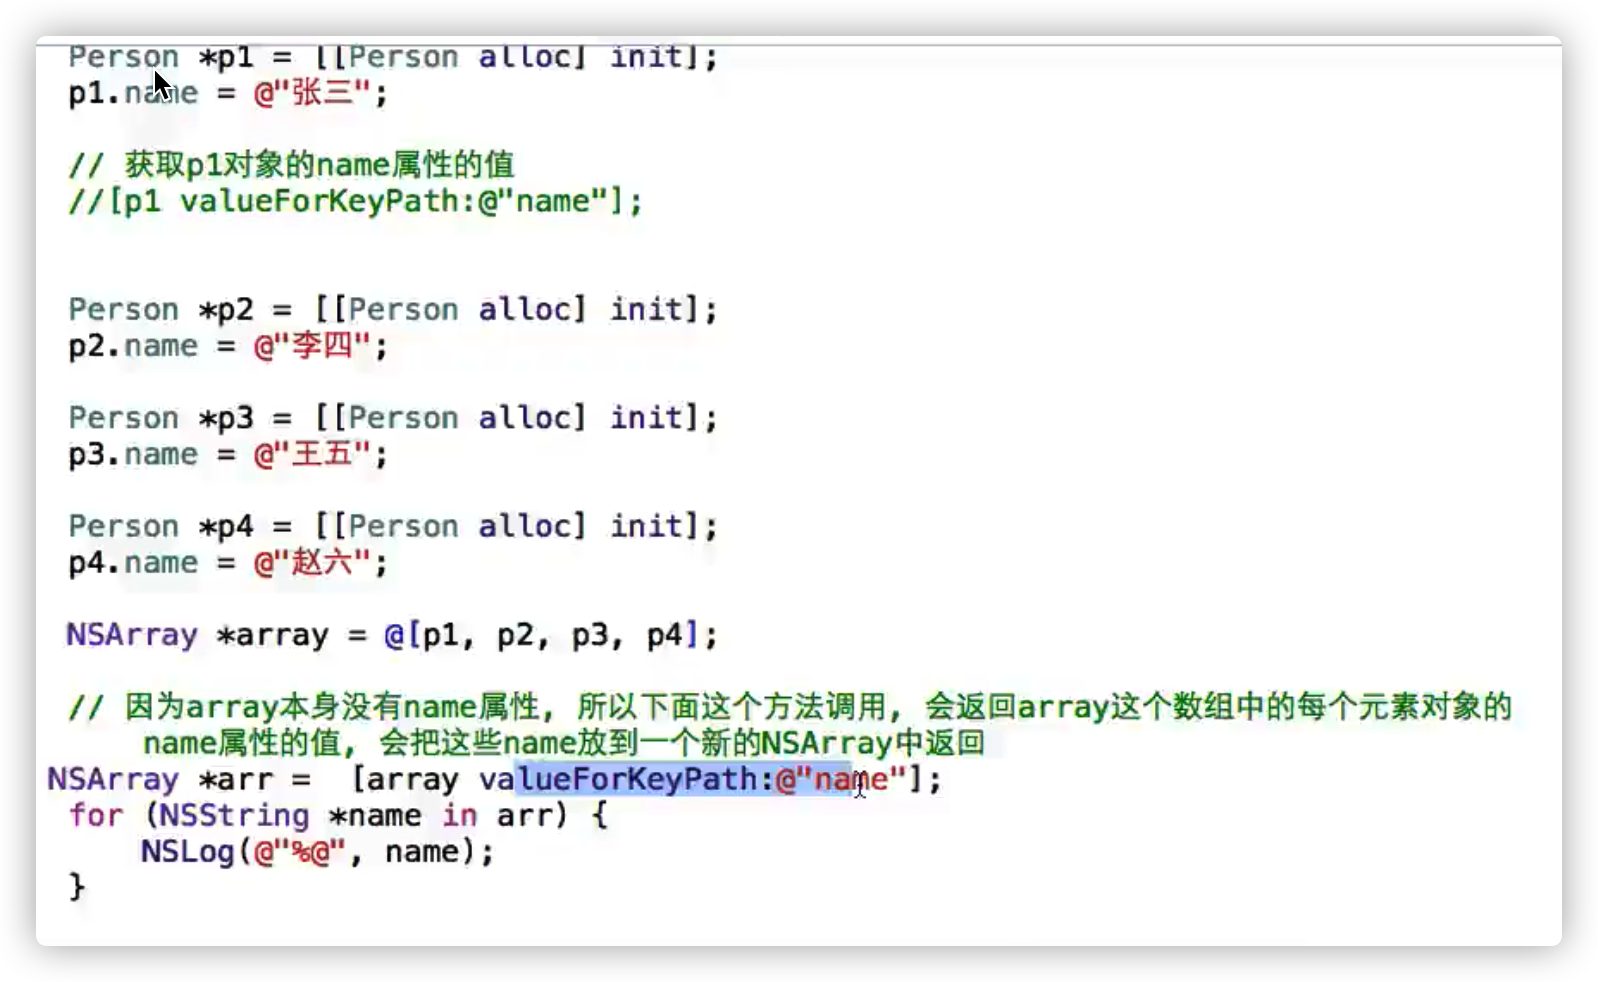 Person *p1 = [[Person alloc] init];
p1.name = @"张三";
// 获取p1对象的name属性的值
//[p1 valueForKeyPath:@"name"];
Person *p2 = [[Person alloc] init];
p2.name = @"李四";
Person *p3 = [[Person alloc] init];
p3.name = @"王五";
Person *p4 = [[Person alloc] init];
p4.name = @"赵六";
NSArray *array = @[p1, p2, p3, p4];
// 因为array本身没有name属性, 所以下面这个方法调用, 会返回array这个数组中的每个元素对象的
name属性的值, 会把这些name放到一个新的NSArray中返回
NSArray *arr =  [array valueForKeyPath:@"name"];
for (NSString *name in arr) {
NSLog(@"%@", name);
}